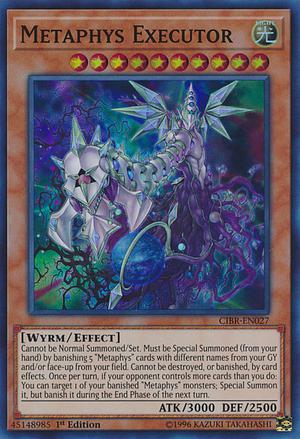 METAPHYS EXECUTOR
LIGHT
光
CIBR-EN027
[WYRM/EFFECT]
Cannot be Normal Summoned/Set. Must be Special Summoned (from your
hand) by banishing 5 "Metaphys" cards with different names from your GY
and/or face-up from your field. Cannot be destroyed, or banished, by card
effects. Once per turn, if your opponent controls more cards than you do:
You can target 1 of your banished "Metaphys" monsters; Special Summon
it, but banish it during the End Phase of the next turn.
ATK/3000 DEF/2500
45148985 1st Edition ©1996 KAZUKI TAKAHASHI